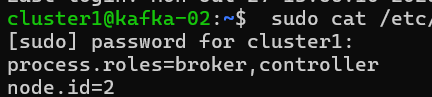 cluster1@kafka-02:~$ sudo cat /etc/
[sudo] password for cluster1:
process.roles=broker,controller
node.id=2